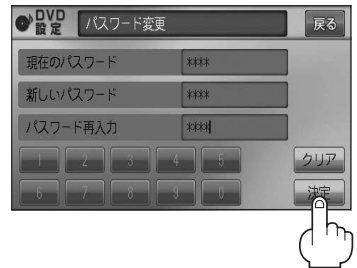 DVD
設定
パスワード変更
戻る
現在のパスワード ****
新しいパスワード ****
パスワード再入力 ****
1 2 3 4 5 クリア
6 7 8 9 0 決定